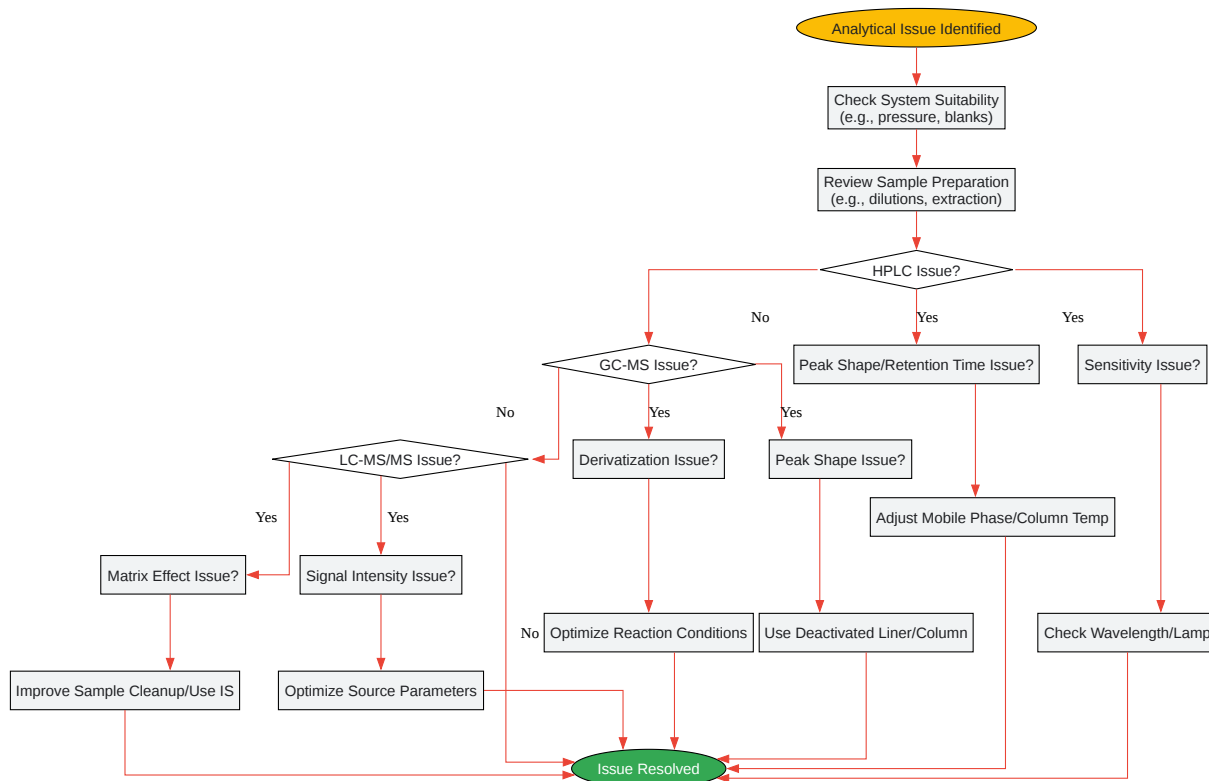 Analytical Issue Identified
Check System Suitability
(e.g., pressure, blanks)
Review Sample Preparation
(e.g., dilutions, extraction)
HPLC Issue?
No
Yes
Yes
GC-MS Issue?
Peak Shape/Retention Time Issue?
Sensitivity Issue?
No
Yes
Yes
LC-MS/MS Issue?
Derivatization Issue?
Peak Shape Issue?
Yes
Yes
Adjust Mobile Phase/Column Temp
Matrix Effect Issue?
Signal Intensity Issue?
No
Optimize Reaction Conditions
Use Deactivated Liner/Column
Check Wavelength/Lamp
Improve Sample Cleanup/Use IS
Optimize Source Parameters
Issue Resolved